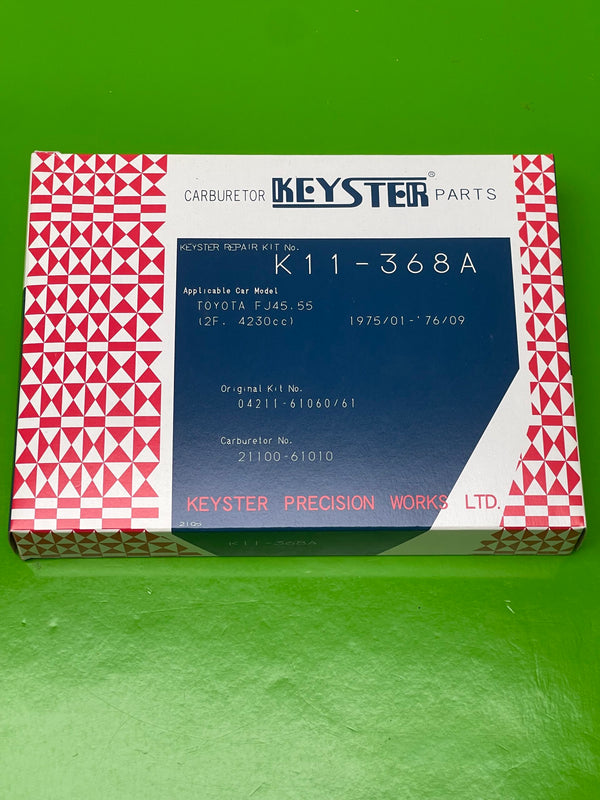 CARBURETOR KEYSTER® PARTS
KEYSTER REPAIR KIT No.
K11-368A
Applicable Car Model
TOYOTA FJ45.55
(2F. 4230cc) 1975/01-'76/09
Original Kit No.
04211-61060/61
Carburetor No.
21100-61010
KEYSTER PRECISION WORKS LTD.
2105
K11-368A